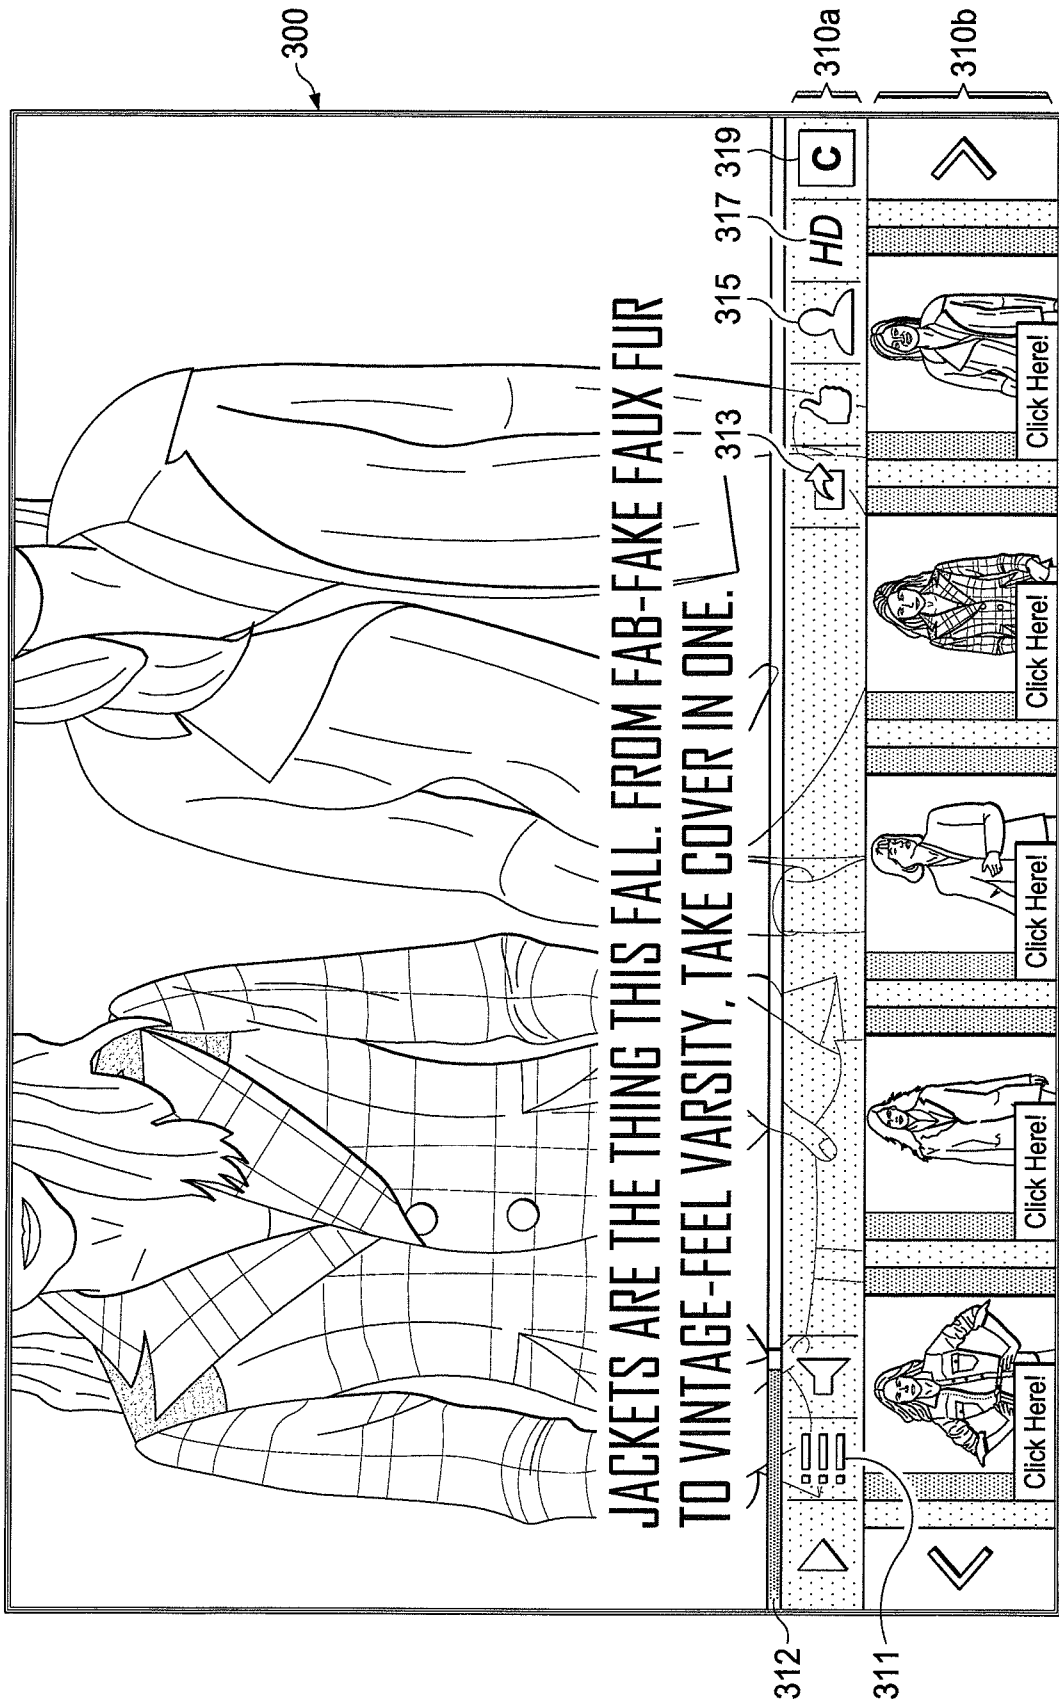 300
JACKETS ARE THE THING THIS FALL. FROM FAB-FAKE FAUX FUR
TO VINTAGE-FEEL VARSITY, TAKE COVER IN ONE.
313
315
317
319
312
HD
C
310a
311
Click Here!
Click Here!
Click Here!
Click Here!
Click Here!
310b